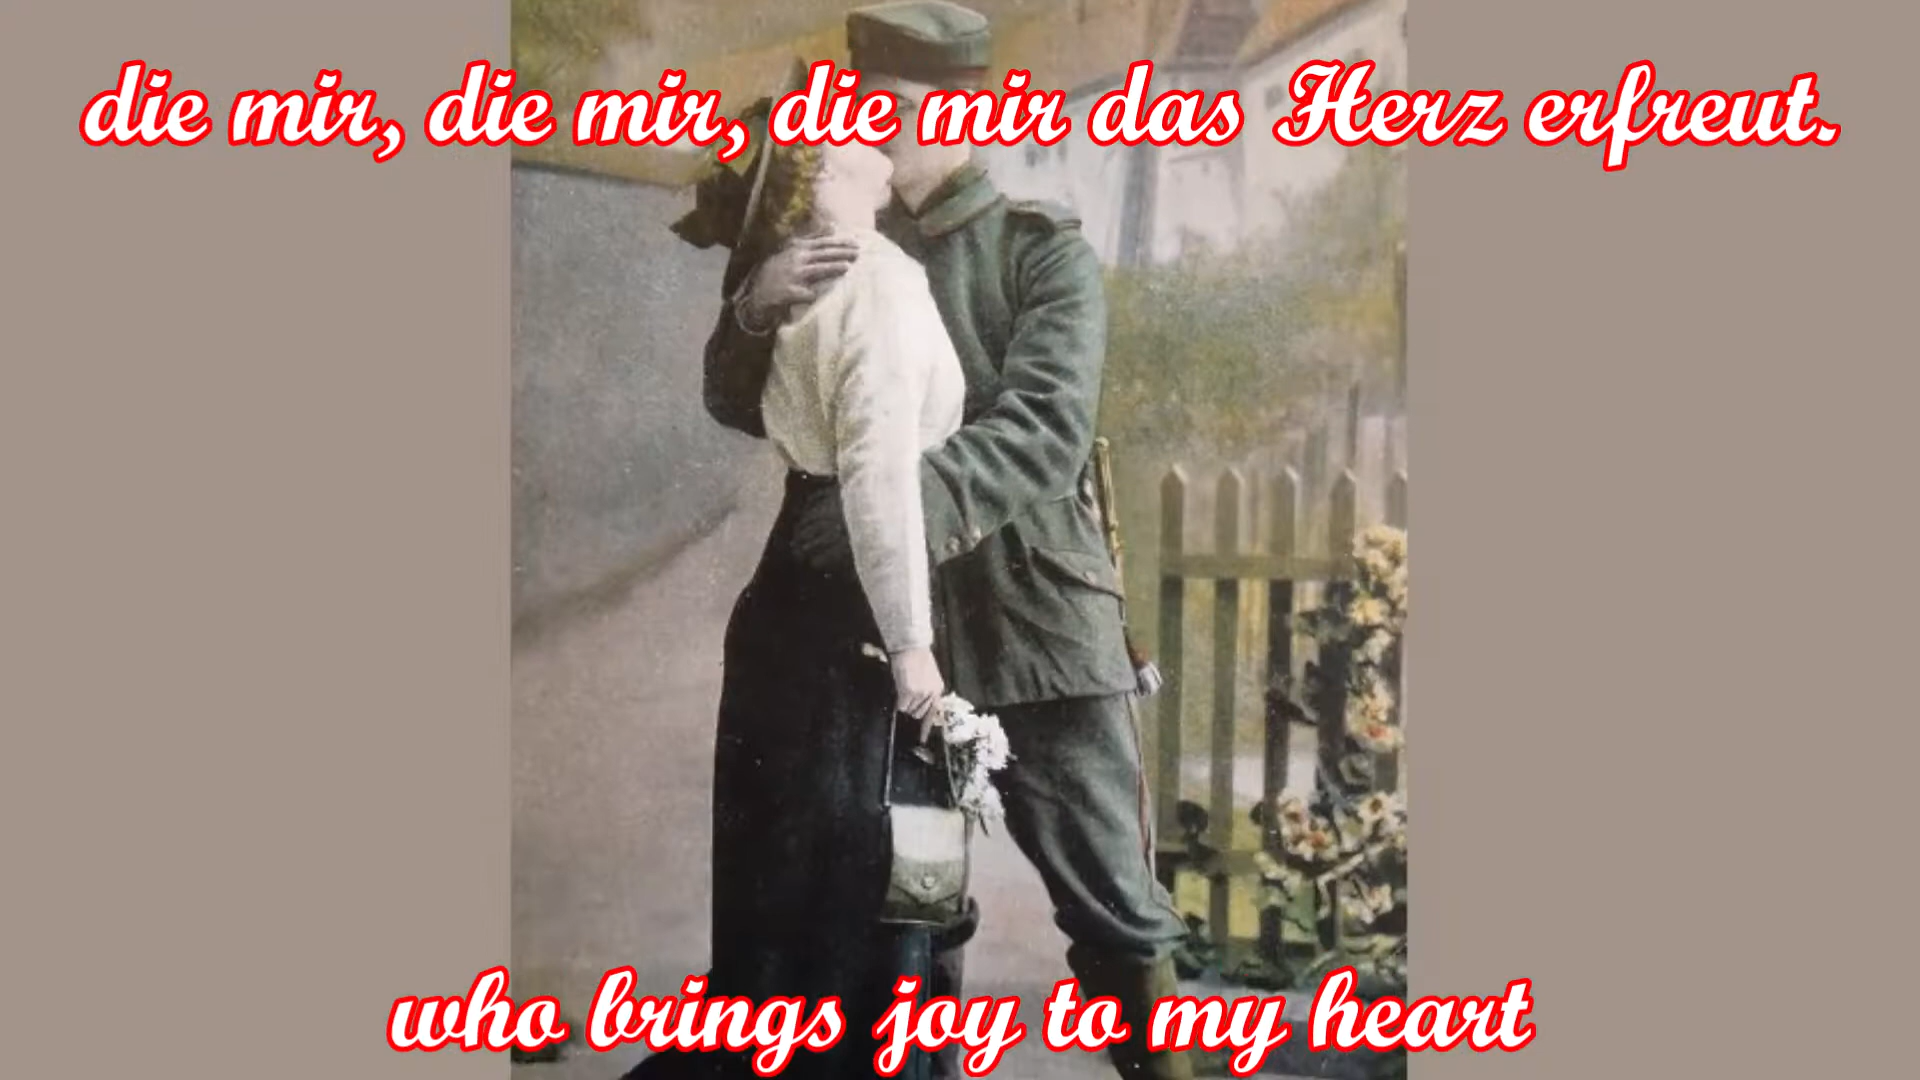 die mir, die mir, die mir das Herz erfreut.
who brings joy to my heart